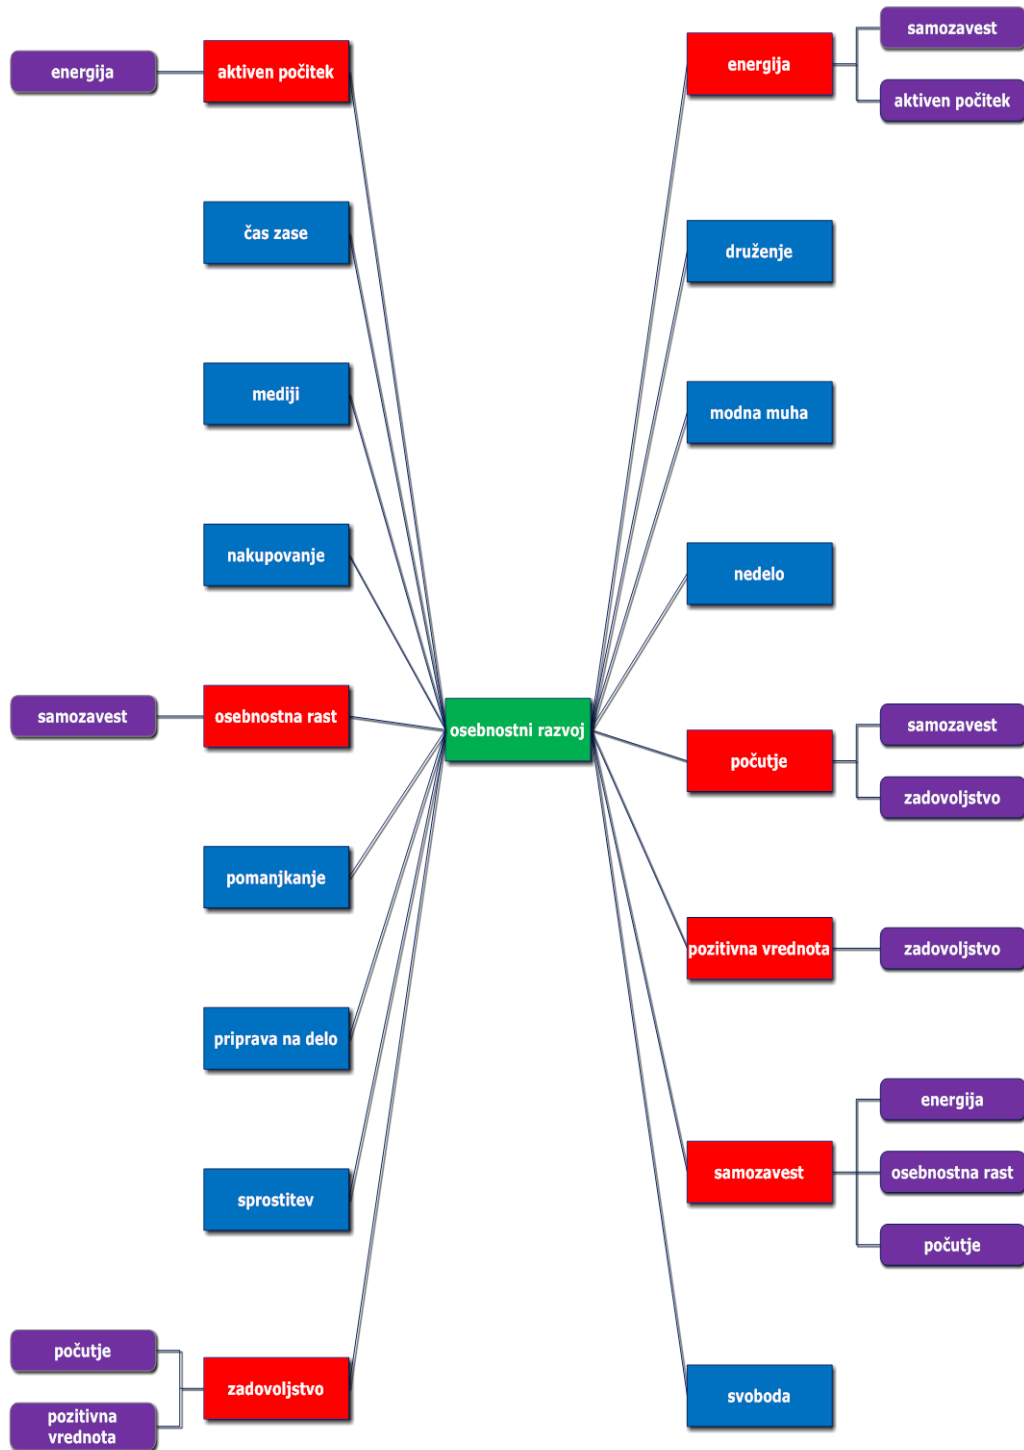 energija
aktiven počitek
čas zase
mediji
nakupovanje
samozavest
osebnostna rast
pomanjkanje
priprava na delo
sprostitev
počutje
pozitivna
vrednota
zadovoljstvo
osebnostni razvoj
energija
samozavest
aktiven počitek
druženje
modna muha
nedelo
počutje
samozavest
zadovoljstvo
pozitivna vrednota
zadovoljstvo
samozavest
energija
osebnostna rast
počutje
svoboda